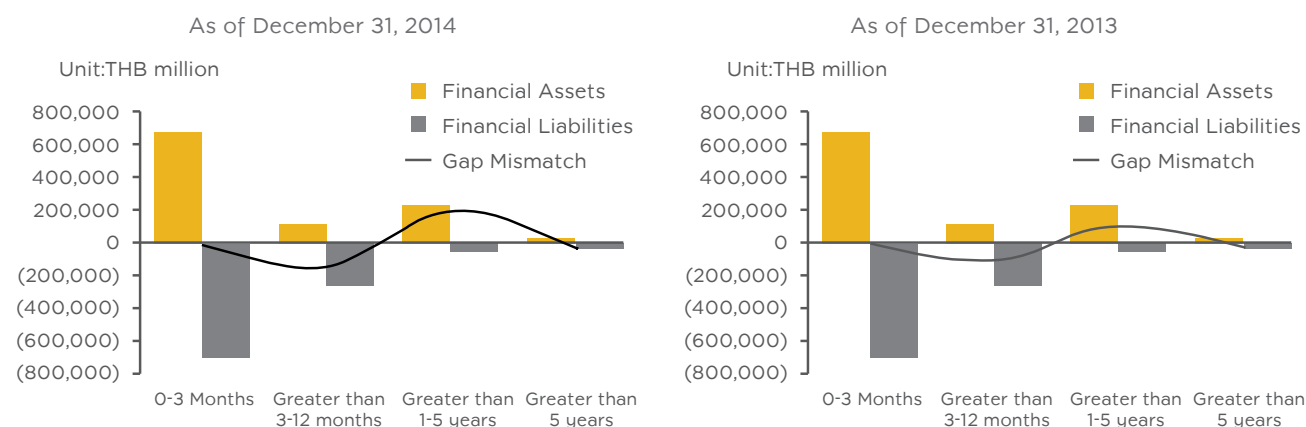 As of December 31, 2014
Unit:THB million
Financial Assets
Financial Liabilities
Gap Mismatch
800,000
600,000
400,000
200,000
0
(200,000)
(400,000)
(600,000)
(800,000)
0-3 Months
Greater than
3-12 months
Greater than
1-5 years
Greater than
5 years
As of December 31, 2013
Unit:THB million
Financial Assets
Financial Liabilities
Gap Mismatch
800,000
600,000
400,000
200,000
0
(200,000)
(400,000)
(600,000)
(800,000)
0-3 Months
Greater than
3-12 months
Greater than
1-5 years
Greater than
5 years